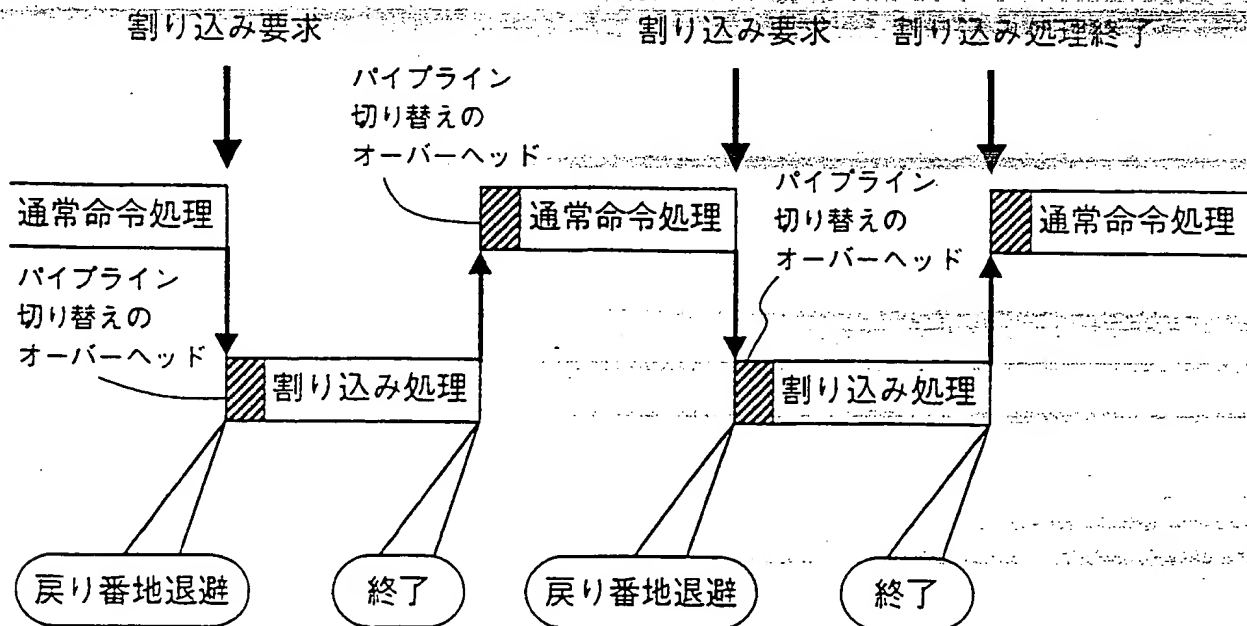 割り込み要求
割り込み要求
割り込み処理終了
パイプライン
切り替えの
オーバーヘッド
パイプライン
切り替えの
オーバーヘッド
通常命令処理
通常命令処理
通常命令処理
パイプライン
切り替えの
オーバーヘッド
割り込み処理
割り込み処理
戻り番地退避
終了
戻り番地退避
終了